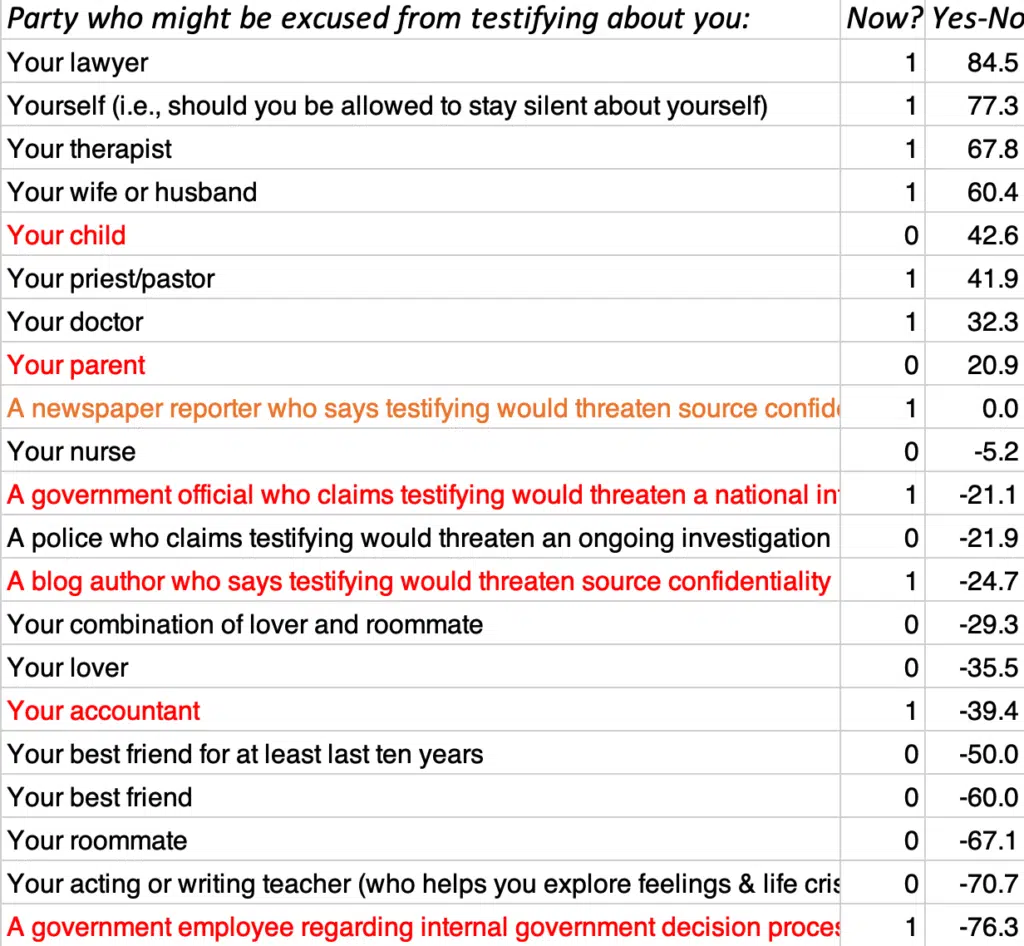 Party who might be excused from testifying about you: Now? Yes-No
Your lawyer 1 84.5
Yourself (i.e., should you be allowed to stay silent about yourself) 1 77.3
Your therapist 1 67.8
Your wife or husband 1 60.4
Your child 0 42.6
Your priest/pastor 1 41.9
Your doctor 1 32.3
Your parent 0 20.9
A newspaper reporter who says testifying would threaten source confid 1 0.0
Your nurse 0 -5.2
A government official who claims testifying would threaten a national in 1 -21.1
A police who claims testifying would threaten an ongoing investigation 0 -21.9
A blog author who says testifying would threaten source confidentiality 1 -24.7
Your combination of lover and roommate 0 -29.3
Your lover 0 -35.5
Your accountant 1 -39.4
Your best friend for at least last ten years 0 -50.0
Your best friend 0 -60.0
Your roommate 0 -67.1
Your acting or writing teacher (who helps you explore feelings & life cris 0 -70.7
A government employee regarding internal government decision proces 1 -76.3